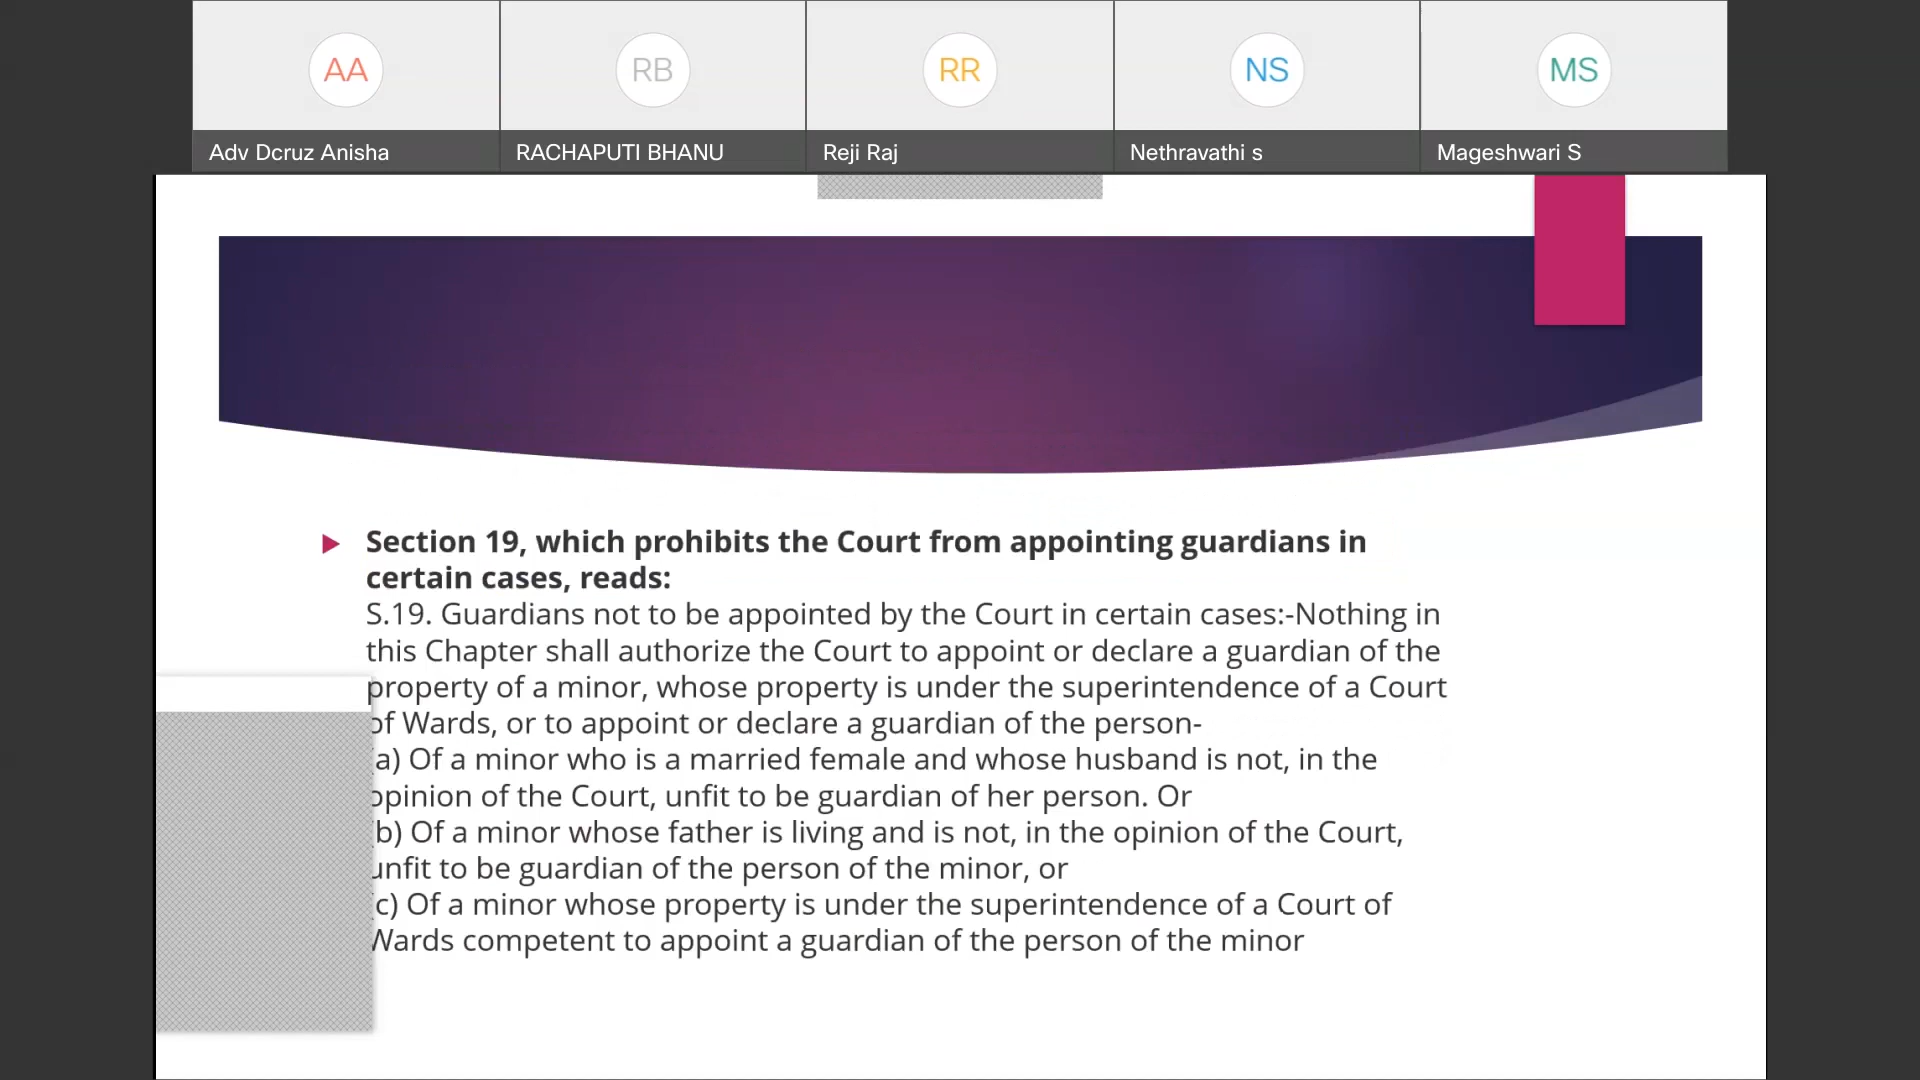 AA
RB
RR
NS
MS
Adv Dcruz Anisha
RACHAPUTI BHANU
Reji Raj
Nethravathi s
Mageshwari S
Section 19, which prohibits the Court from appointing guardians in
certain cases, reads:
S.19. Guardians not to be appointed by the Court in certain cases:-Nothing in
this Chapter shall authorize the Court to appoint or declare a guardian of the
property of a minor, whose property is under the superintendence of a Court
of Wards, or to appoint or declare a guardian of the person-
(a) Of a minor who is a married female and whose husband is not, in the
opinion of the Court, unfit to be guardian of her person. Or
(b) Of a minor whose father is living and is not, in the opinion of the Court,
unfit to be guardian of the person of the minor, or
(c) Of a minor whose property is under the superintendence of a Court of
Wards competent to appoint a guardian of the person of the minor